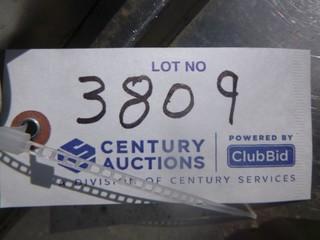 LOT NO
3809
CENTURY AUCTIONS
POWERED BY
ClubBid
A DIVISION OF CENTURY SERVICES